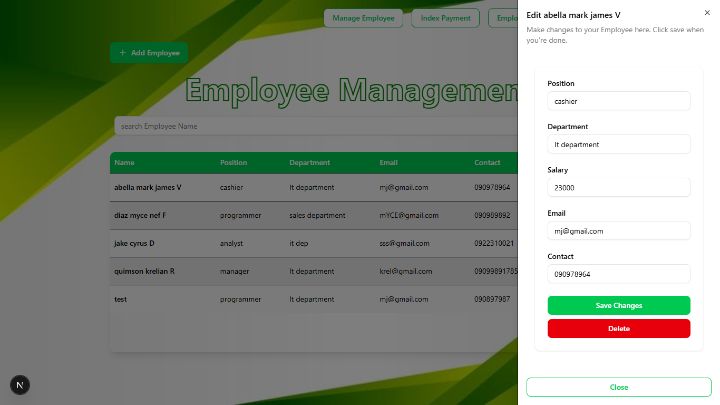 Manage Employee
Index Payment
Emplo
+ Add Employee
Employee Managemen
search Employee Name
Name Position Department Email Contact
abella mark james V cashier It department mj@gmail.com 090978964
diaz myce nef F programmer sales department mYCE@gmail.com 090989892
jake cyrus D analyst it dep sss@gmail.com 0922310021
quimson krelian R manager It department krel@gmail.com 09099891785
test programmer It department mj@gmail.com 090897987
N
Edit abella mark james V
Make changes to your Employee here. Click save when
you're done.
Position
cashier
Department
It department
Salary
23000
Email
mj@gmail.com
Contact
090978964
Save Changes
Delete
Close